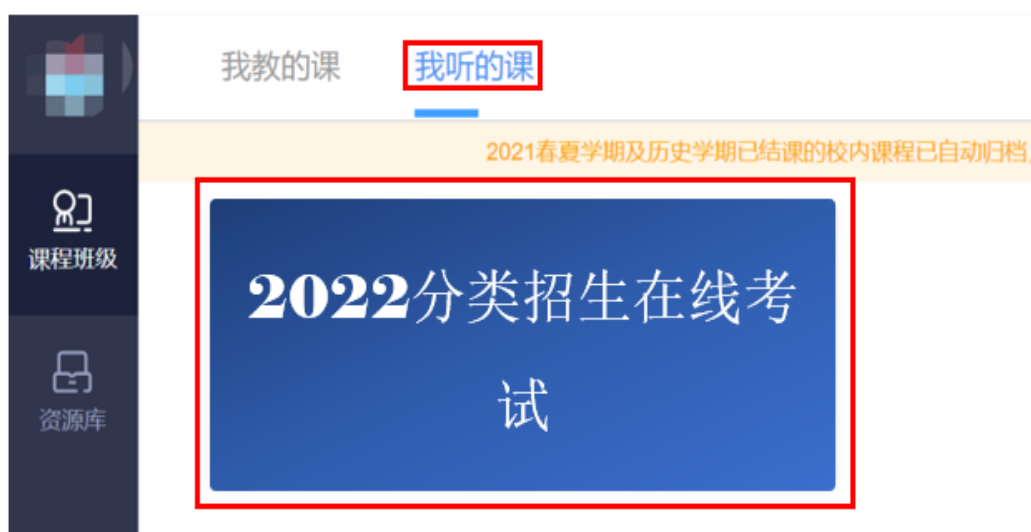 我教的课 我听的课
2021春夏学期及历史学期已结课的校内课程已自动归档
课程班级
2022分类招生在线考
试
资源库